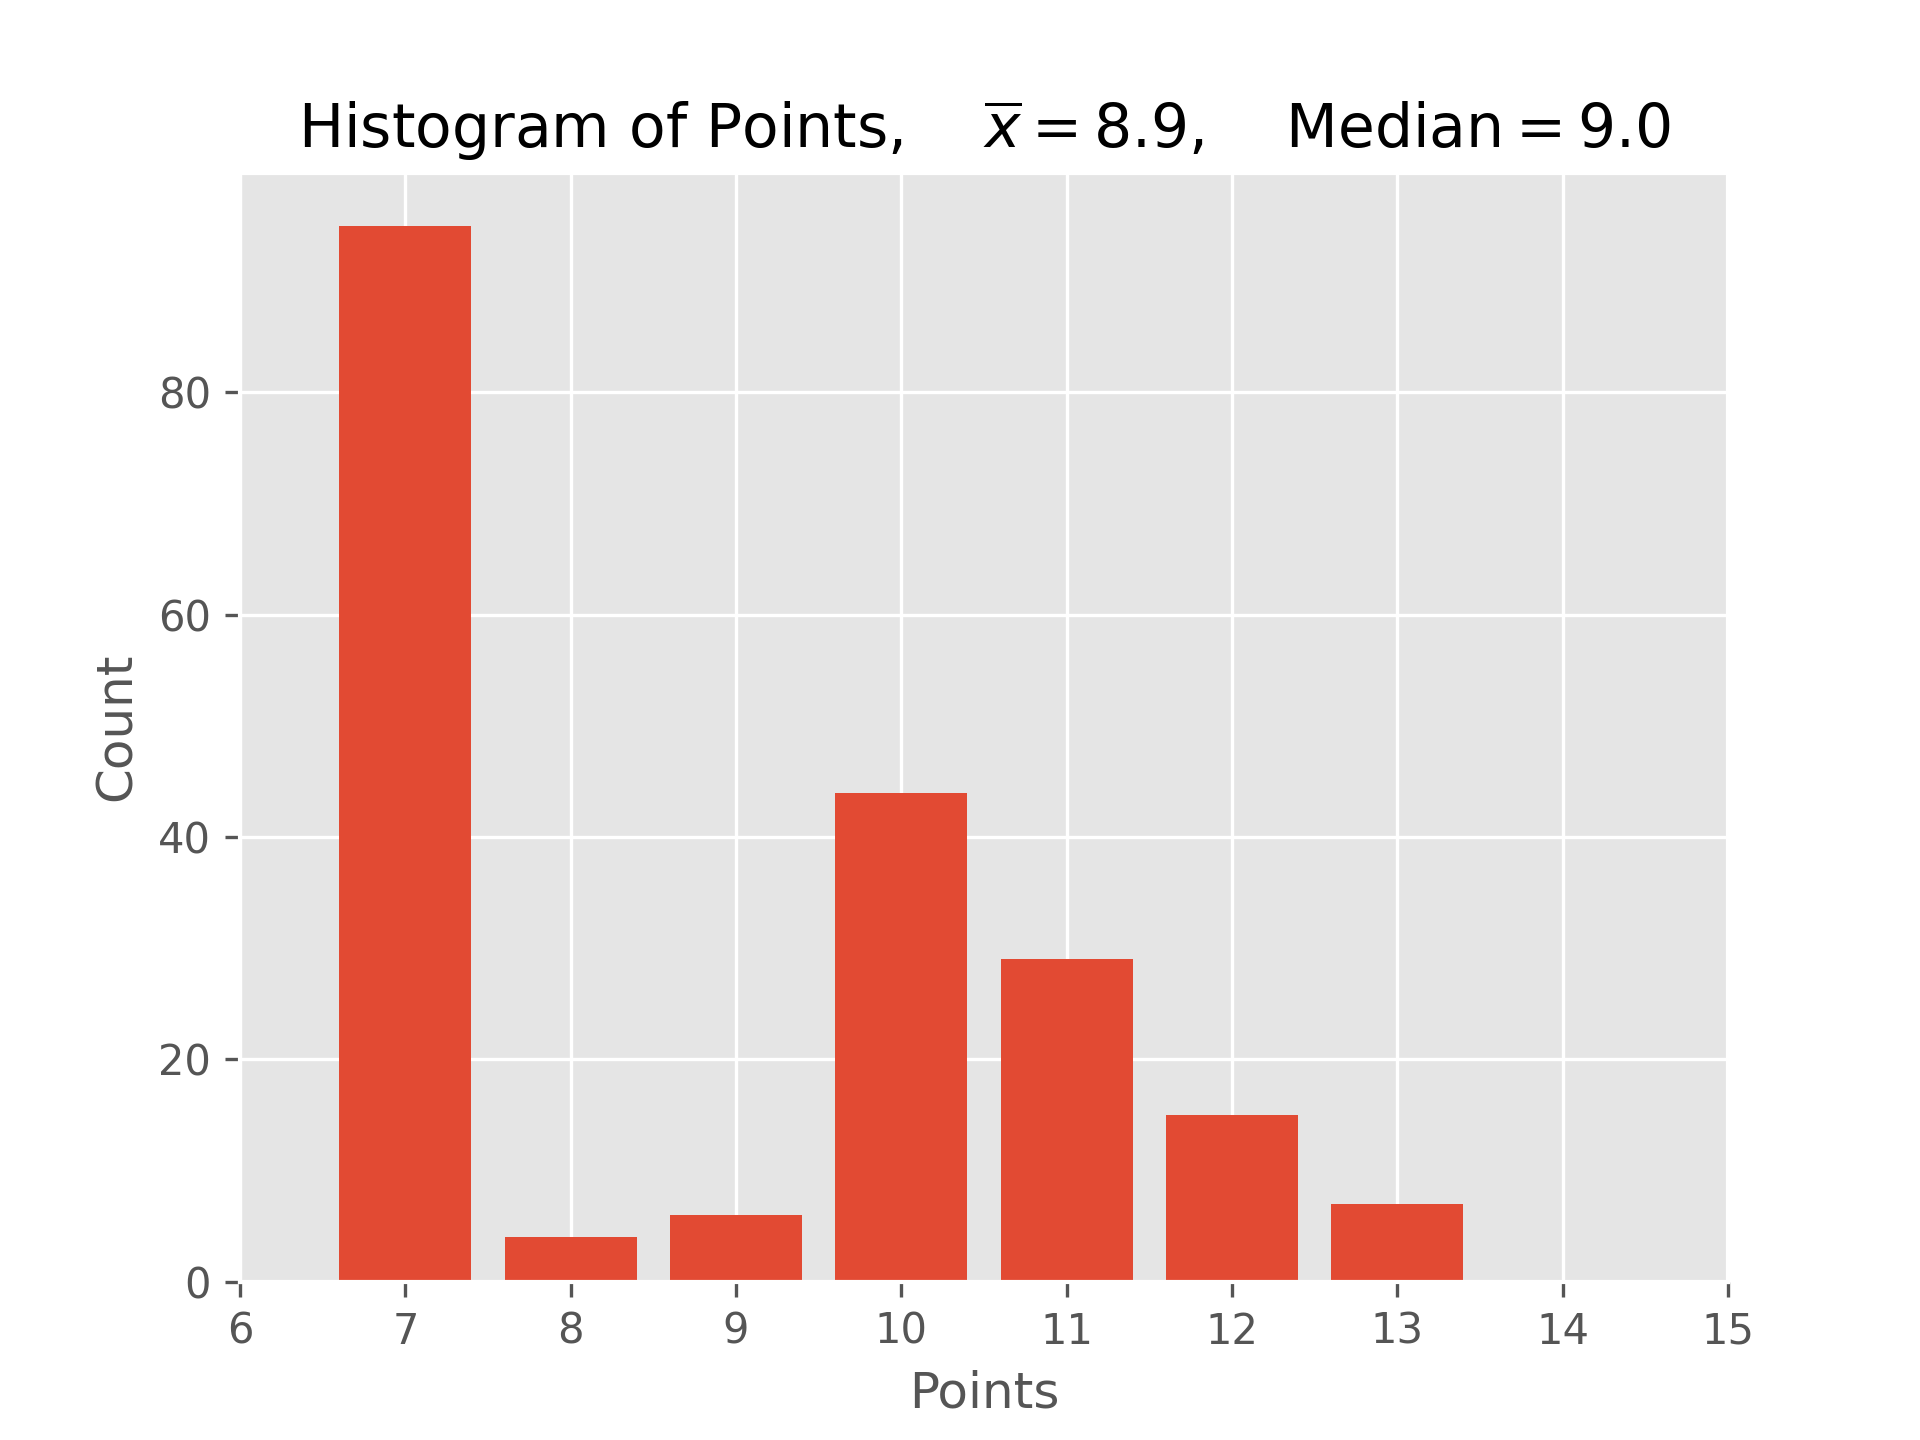 Histogram of Points, x̅ = 8.9, Median = 9.0
80
60
40
20
0
Count
6 7 8 9 10 11 12 13 14 15
Points